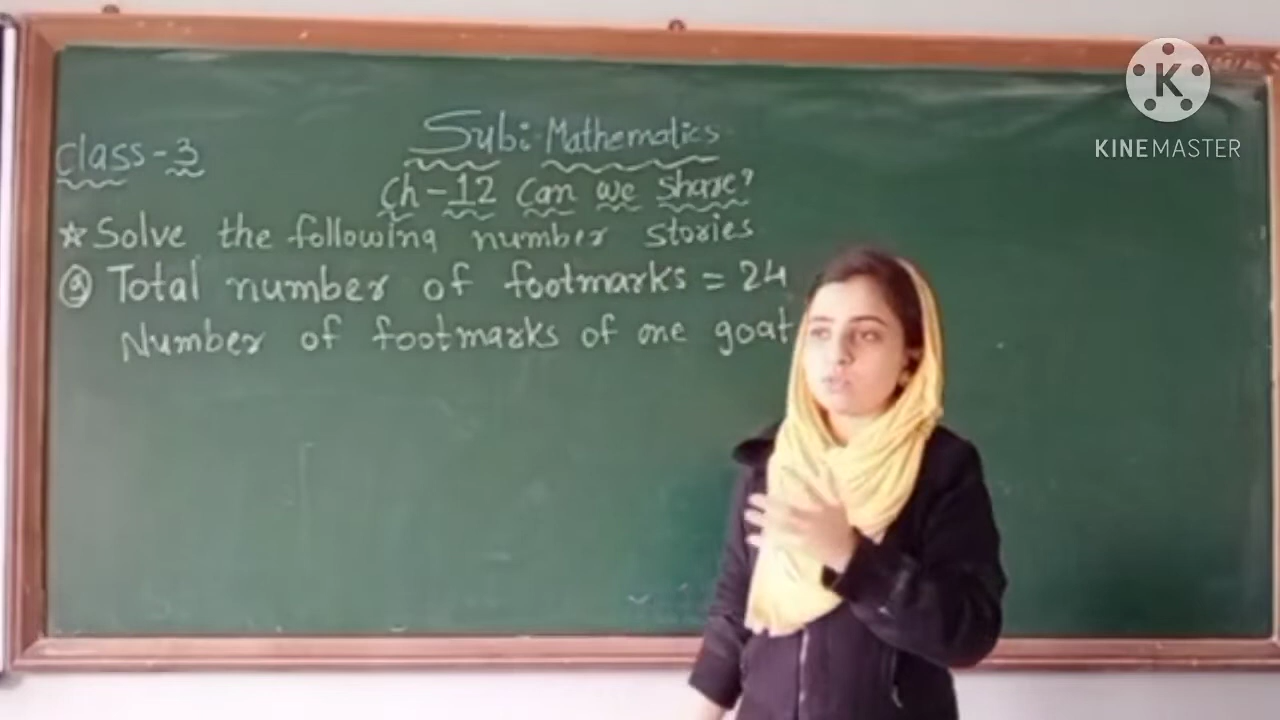 Sub: Mathematics
Class-3
Ch-12 Can we share?
☆ Solve the following number stories
Total number of footmarks = 24
Number of footmarks of one goat
K
KINEMASTER